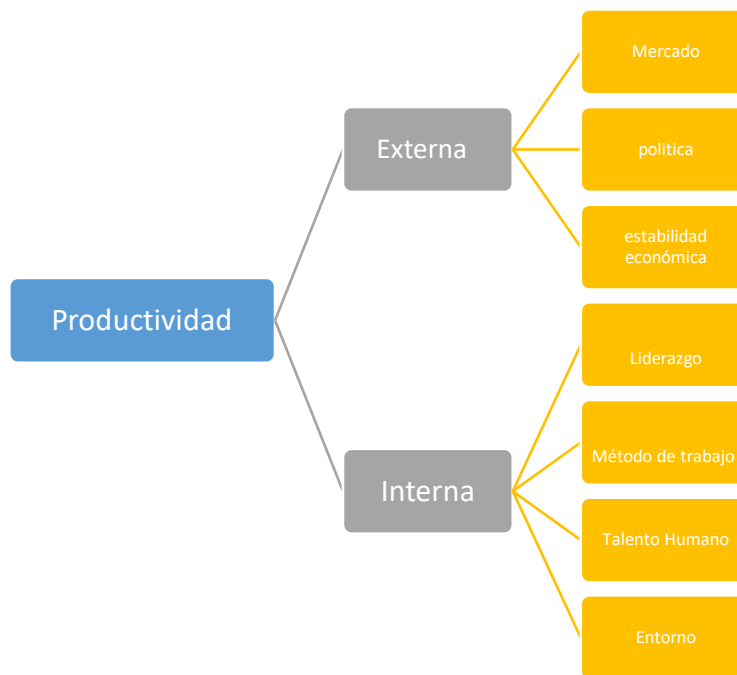 Productividad
Externa
Mercado
politica
estabilidad
económica
Interna
Liderazgo
Método de trabajo
Talento Humano
Entorno